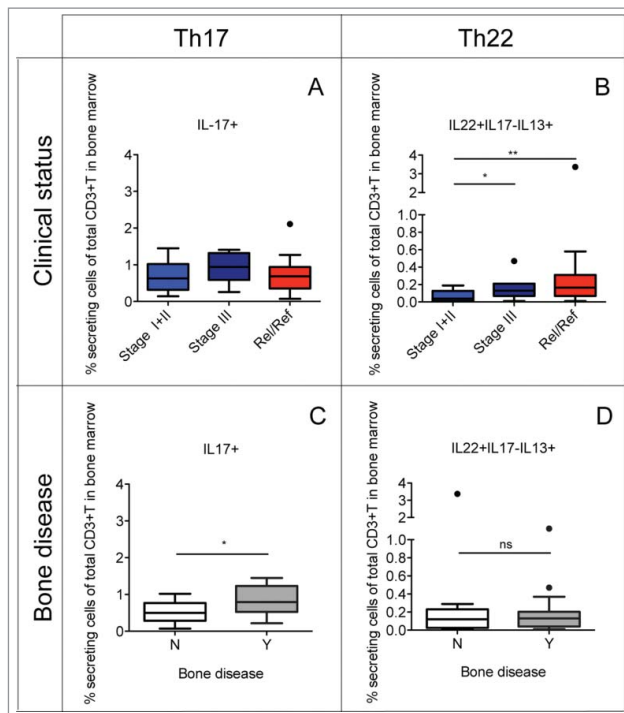 Th17
Th22
Clinical status
A
IL-17+
% secreting cells of total CD3+T in bone marrow
4
3
2
1
0
Stage I+II
Stage III
Rel/Ref
B
IL22+IL17-IL13+
% secreting cells of total CD3+T in bone marrow
4
3
2
1.0
0.8
0.6
0.4
0.2
0.0
*
**
Stage I+II
Stage III
Rel/Ref
Bone disease
C
IL17+
% secreting cells of total CD3+T in bone marrow
4
3
2
1
0
*
N
Y
Bone disease
D
IL22+IL17-IL13+
% secreting cells of total CD3+T in bone marrow
4
3
2
1.0
0.8
0.6
0.4
0.2
0.0
ns
N
Y
Bone disease